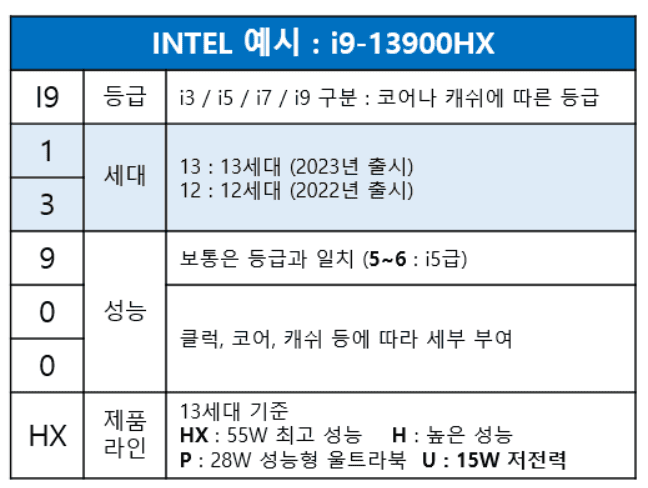 INTEL 예시 : i9-13900HX
I9
등급
i3 / i5 / i7 / i9 구분 : 코어나 캐쉬에 따른 등급
1
3
세대
13 : 13세대 (2023년 출시)
12 : 12세대 (2022년 출시)
9
0
0
성능
보통은 등급과 일치 (5~6 : i5급)
클럭, 코어, 캐쉬 등에 따라 세부 부여
HX
제품
라인
13세대 기준
HX : 55W 최고 성능 H : 높은 성능
P : 28W 성능형 울트라북 U : 15W 저전력